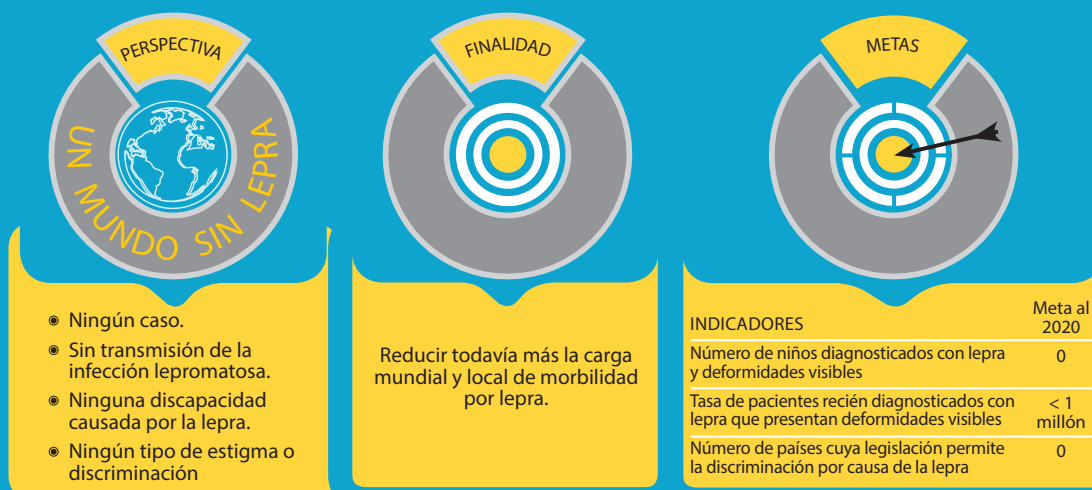 PERSPECTIVA
UN MUNDO SIN LEPRA
Ningún caso.
Sin transmisión de la
infección lepromatosa.
Ninguna discapacidad
causada por la lepra.
Ningún tipo de estigma o
discriminación
FINALIDAD
Reducir todavía más la carga
mundial y local de morbilidad
por lepra.
METAS
INDICADORES
Meta al
2020
Número de niños diagnosticados con lepra
y deformidades visibles
0
Tasa de pacientes recién diagnosticados con
lepra que presentan deformidades visibles
< 1
millón
Número de países cuya legislación permite
la discriminación por causa de la lepra
0